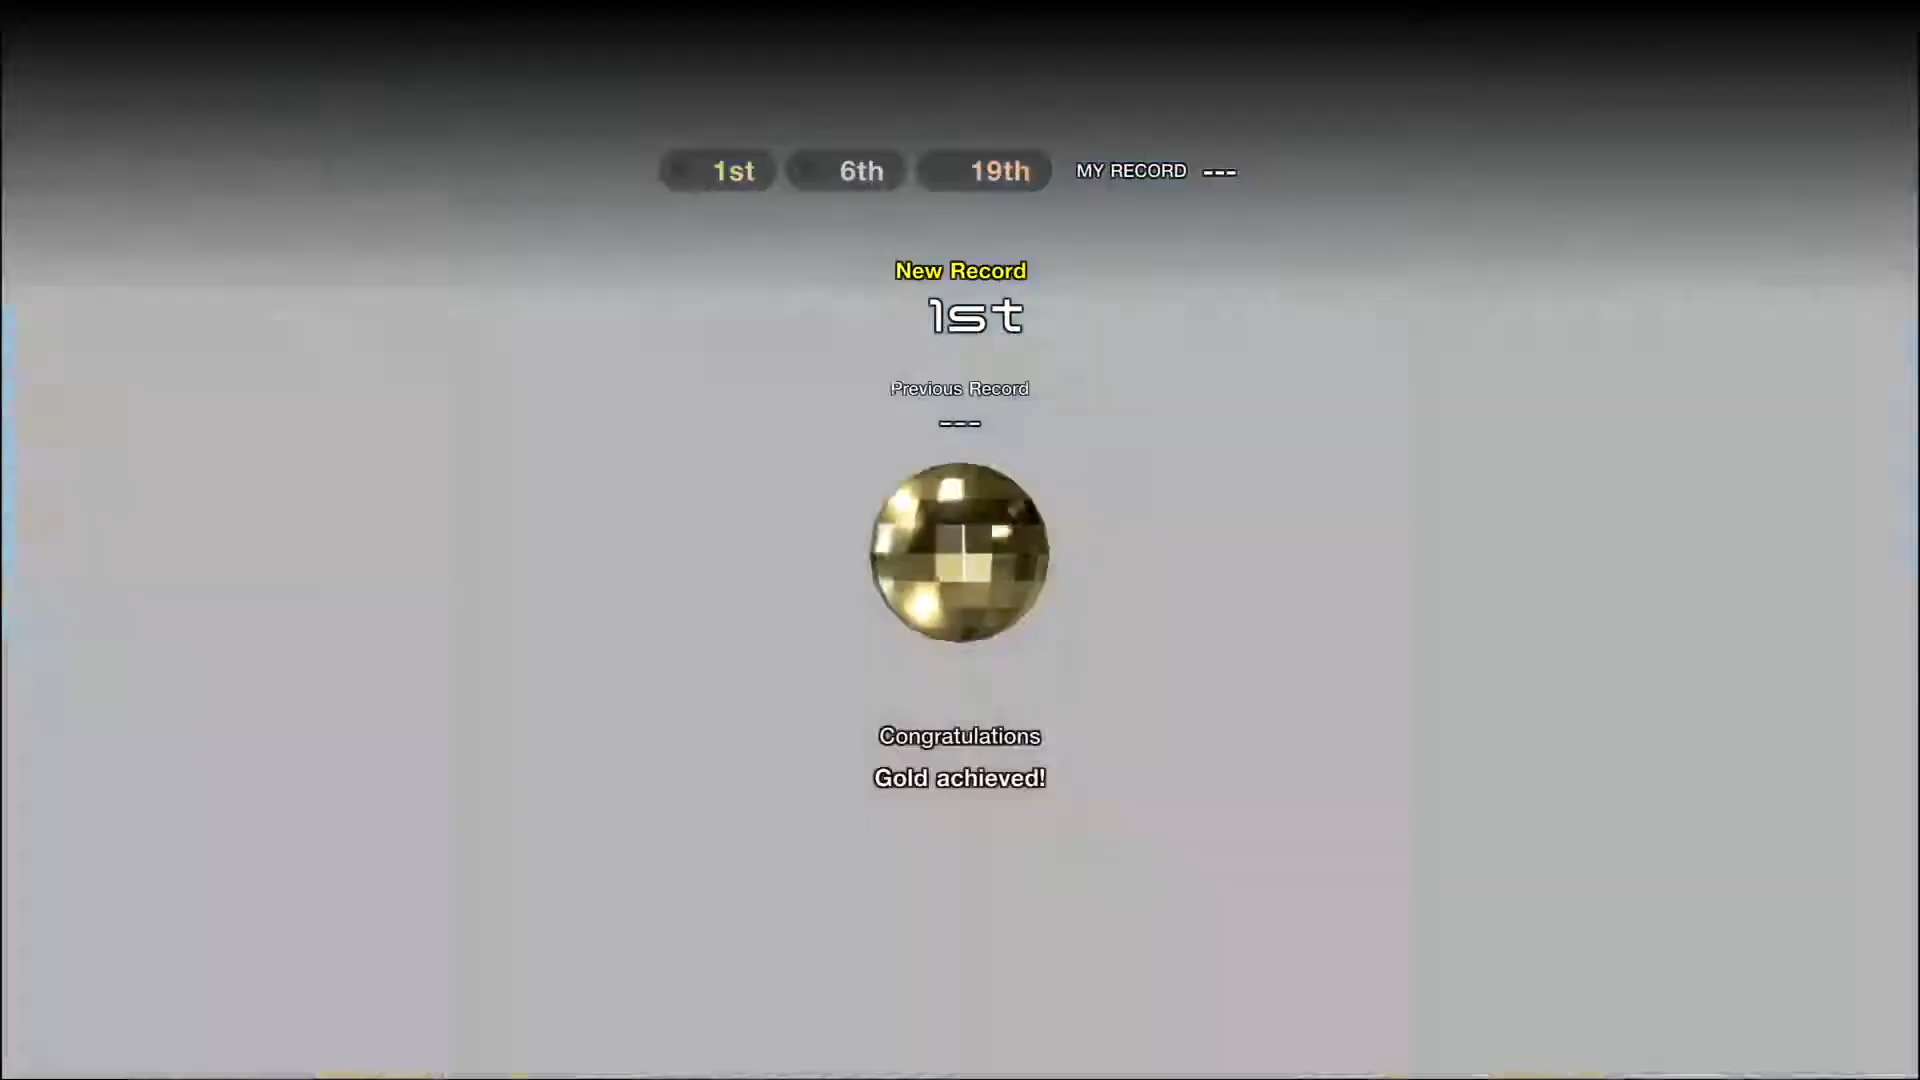 1st 6th 19th MY RECORD ---
New Record
1st
Previous Record
---
Congratulations
Gold achieved!